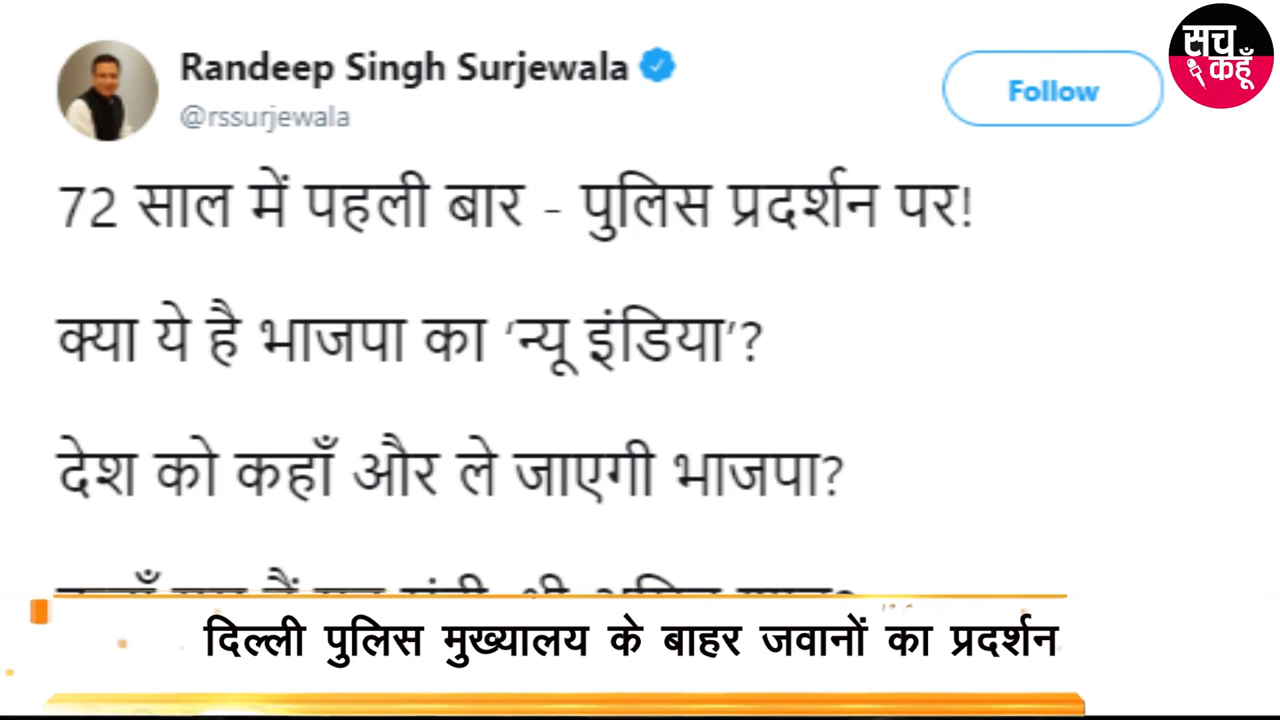 Randeep Singh Surjewala
@rssurjewala
Follow
सच कहूँ
72 साल में पहली बार - पुलिस प्रदर्शन पर!
क्या ये है भाजपा का 'न्यू इंडिया'?
देश को कहाँ और ले जाएगी भाजपा?
दिल्ली पुलिस मुख्यालय के बाहर जवानों का प्रदर्शन